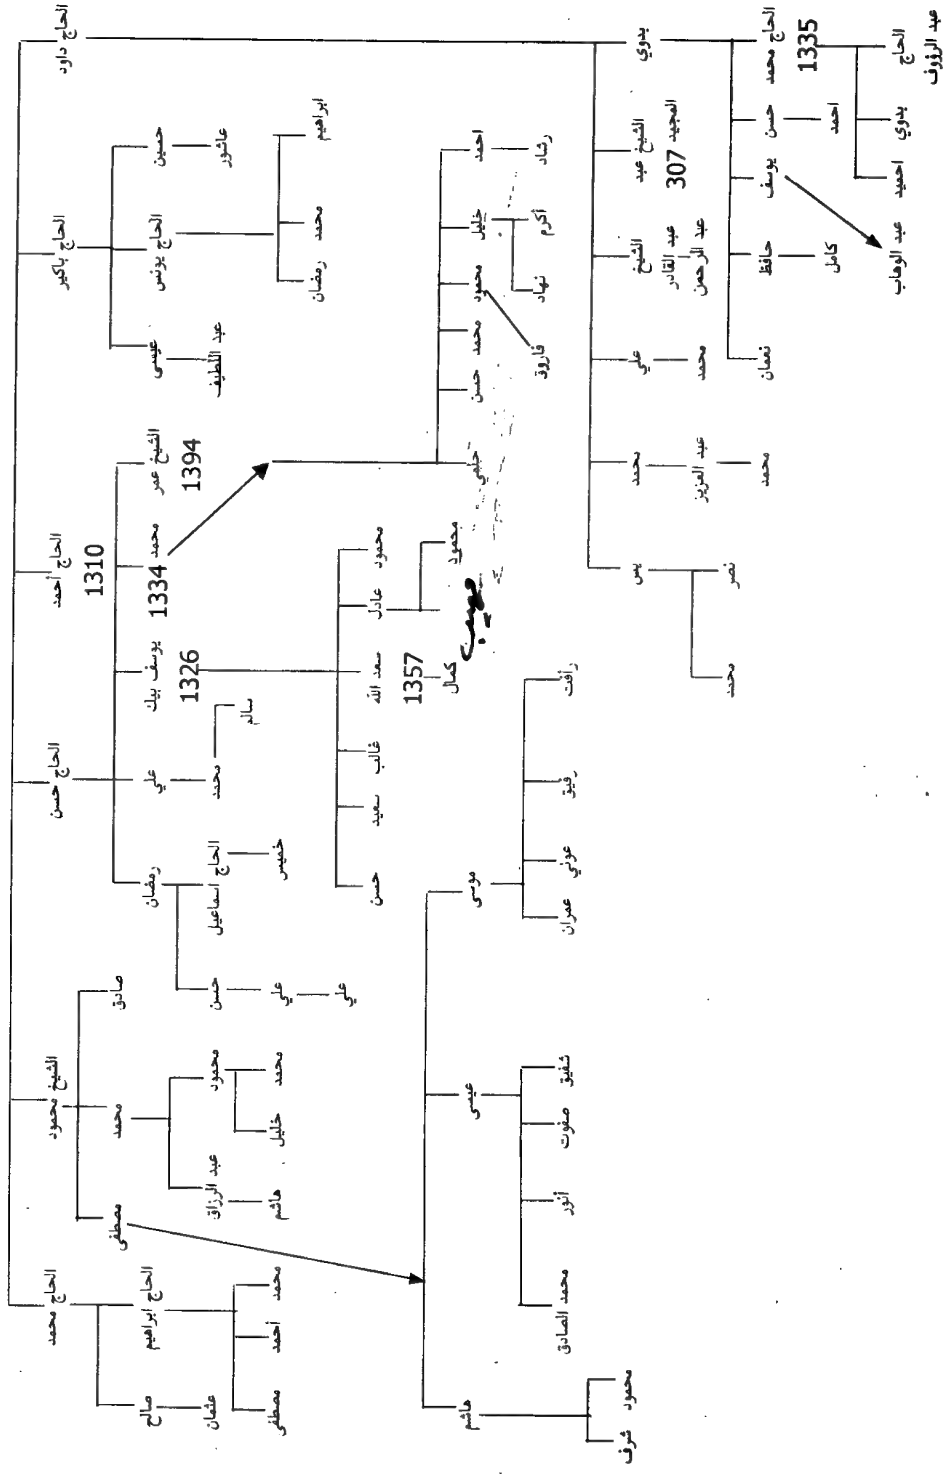 الحاج داود
الحاج باكير
الحاج أحمد
1310
الحاج حسن
الشيخ محمود
الحاج محمد
حسين
الحاج يونس
عيسى
الشيخ عمر
1394
محمد
1334
يوسف بيك
1326
علي
رمضان
صادق
محمد
مصطفى
الحاج ابراهيم
صالح
عاشور
عبد اللطيف
محمد
سالم
الحاج اسماعيل
خميس
حسن
علي
علي
محمود
عبد الرزاق
محمد
خليل
هاشم
عثمان
محمد
أحمد
مصطفى
ابراهيم
محمد
رمضان
محمود
عادل
سعد الله
1357
غالب
سعيد
حسن
محمود
كمال
احمد
خليل
محمود
محمد
حسن
حلمي
رشاد
أكرم
نهاد
فاروق
موسى
عيسى
هاشم
رأفت
رفيق
عوني
عمران
شفيق
صفوت
أنور
محمد الصادق
محمود
شرف
بدوي
الشيخ عبد المجيد
307
الشيخ عبد القادر
عبد الرحمن
علي
محمد
محمد
عبد العزيز
محمد
يس
نصر
محمد
الحاج محمد
1335
حسن
احمد
يوسف
حافظ
كامل
نعمان
الحاج عبد الرؤوف
بدوي
احميد
عبد الوهاب